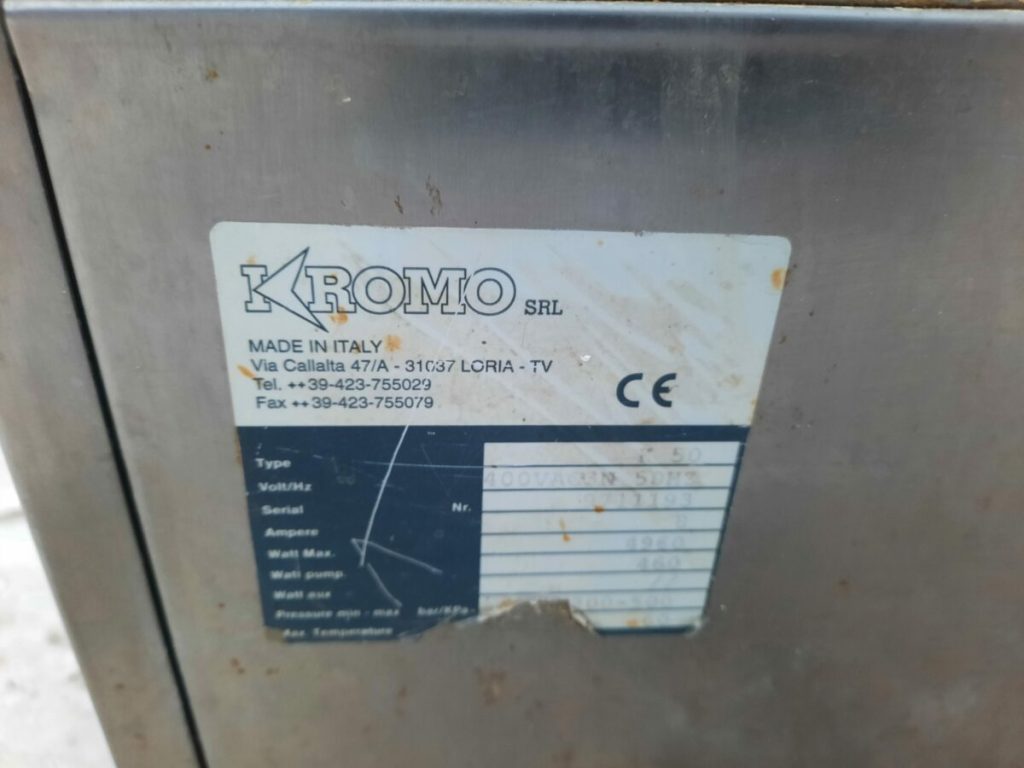 KROMO SRL
MADE IN ITALY
Via Callalta 47/A - 31037 LORIA - TV
Tel. ++39-423-755029
Fax ++39-423-755079
CE
Type 50
Volt/Hz
Serial Nr.
Ampere
Watt Max. 4960
Watt pump. 460
Watt aux
Pressure min - max bar/KPa
Temperature